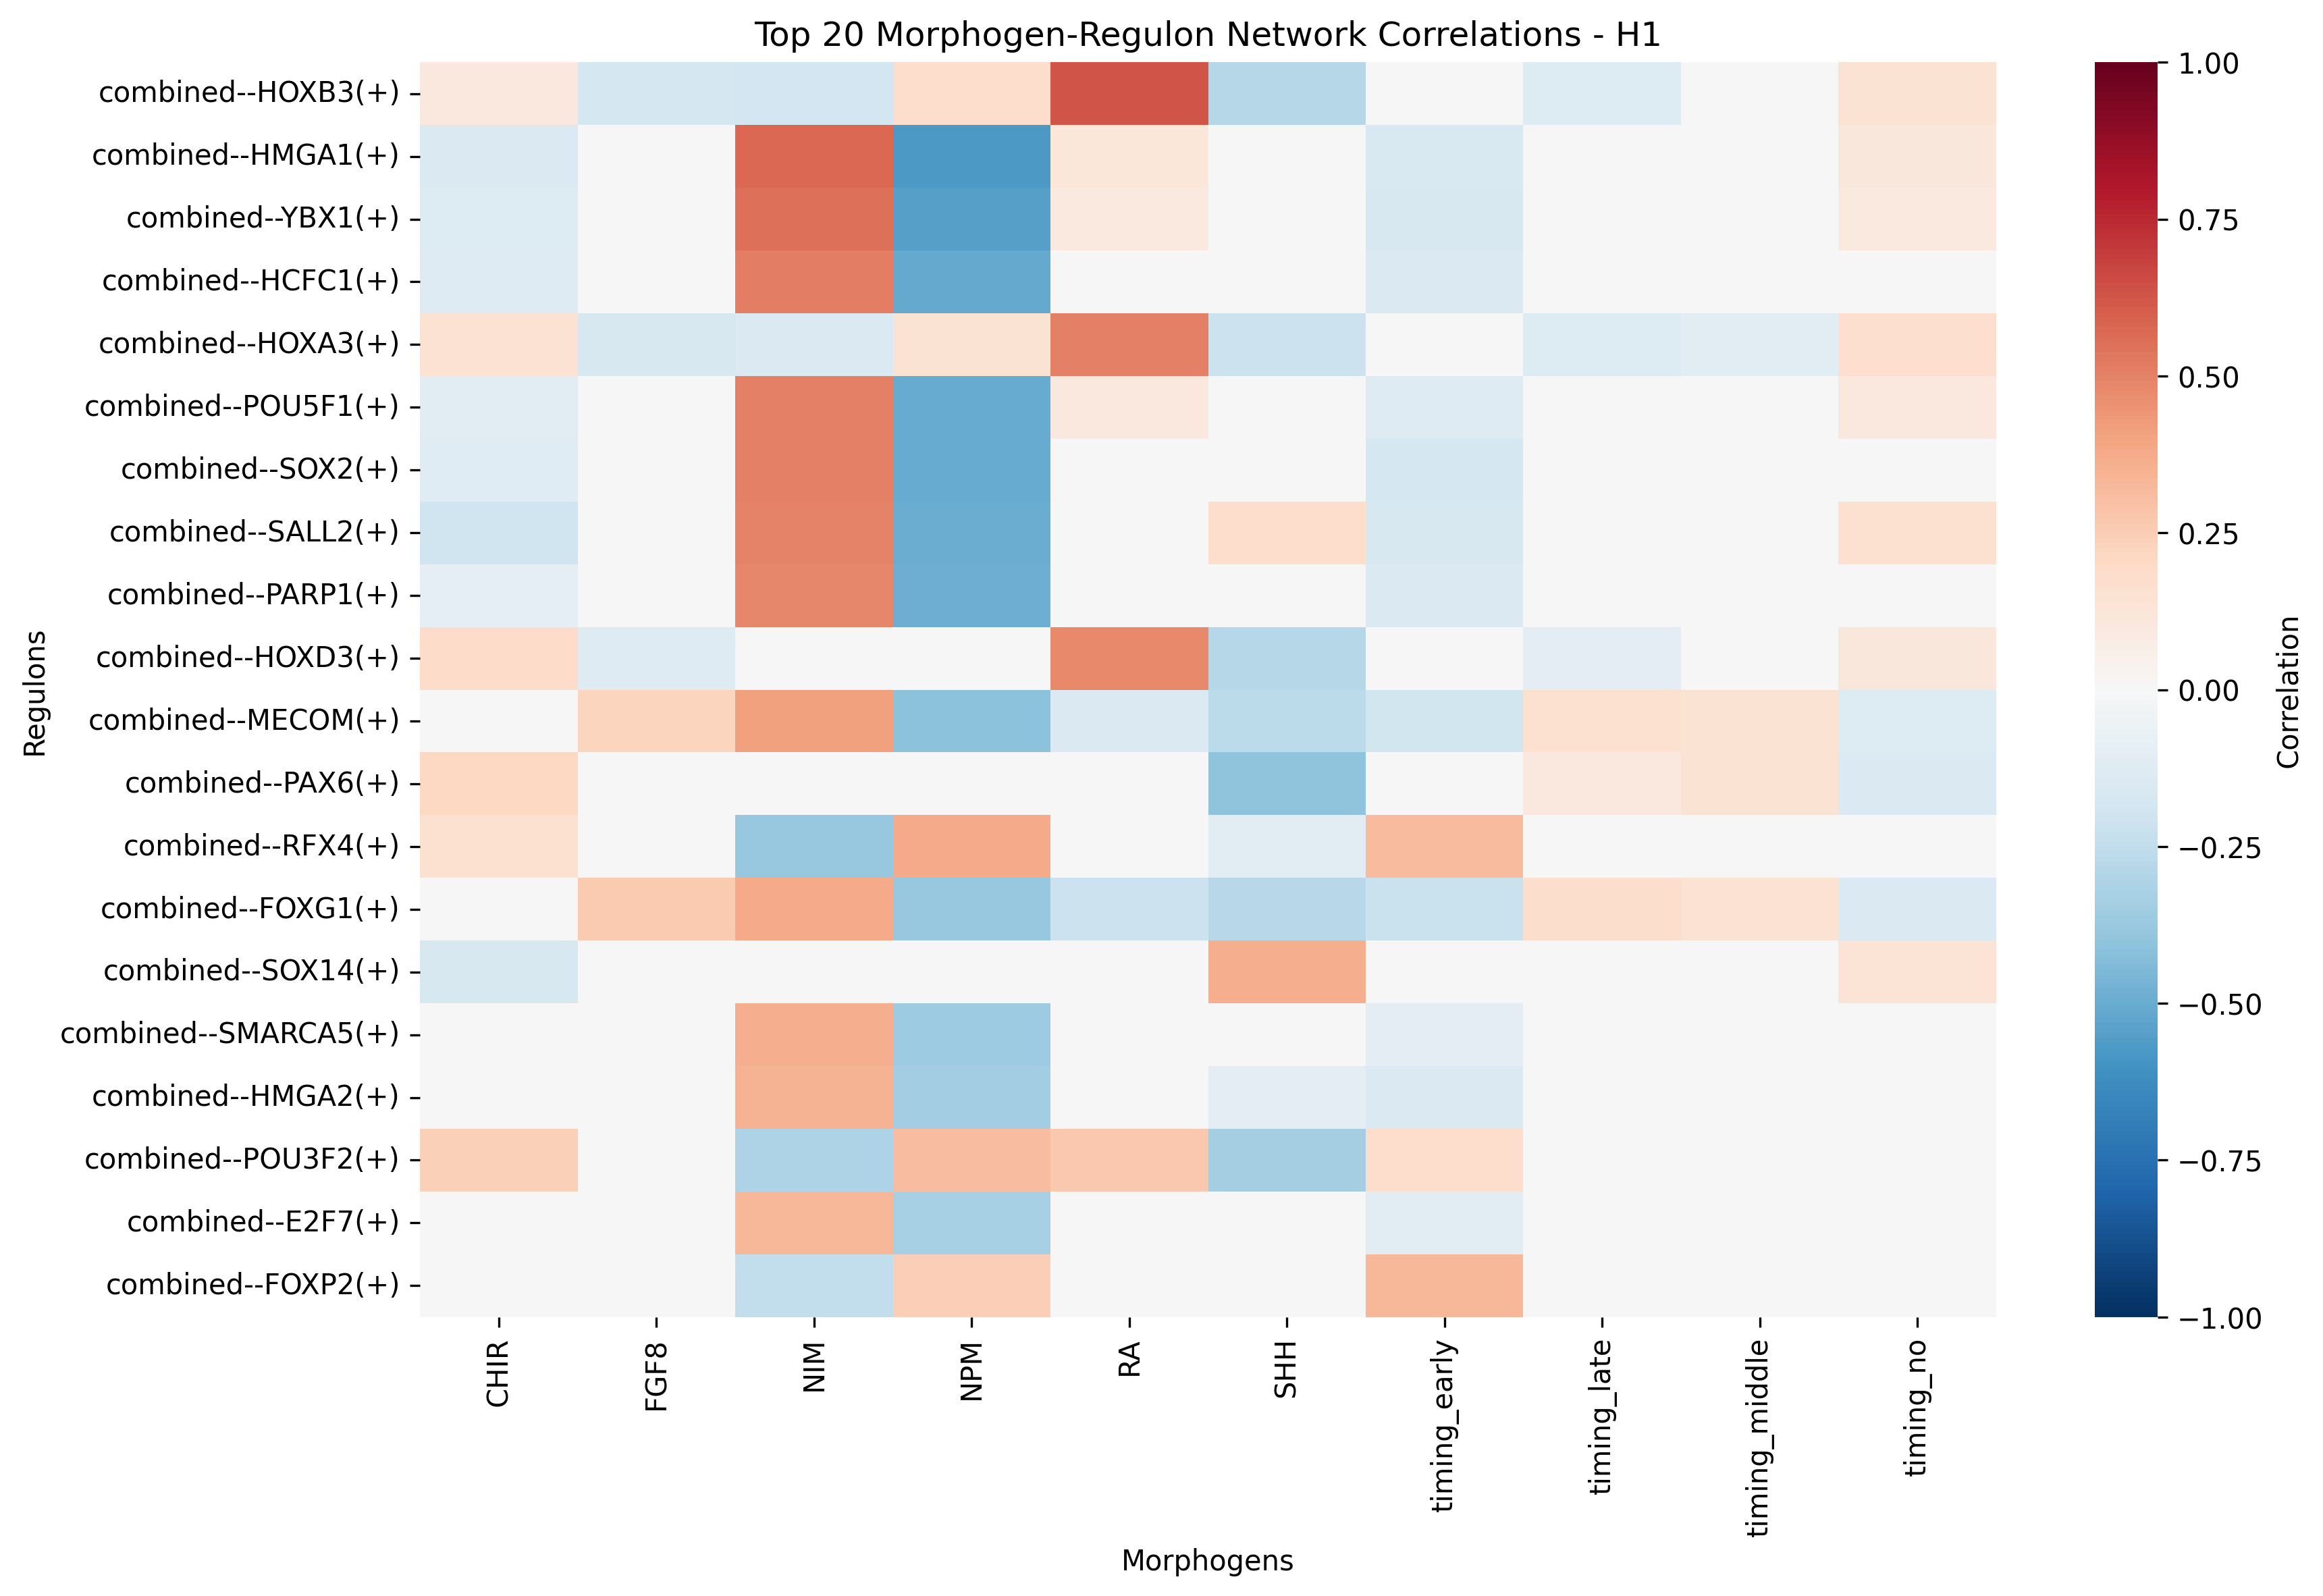 Top 20 Morphogen-Regulon Network Correlations - H1
Regulons
combined--HOXB3(+)
combined--HMGA1(+)
combined--YBX1(+)
combined--HCFC1(+)
combined--HOXA3(+)
combined--POU5F1(+)
combined--SOX2(+)
combined--SALL2(+)
combined--PARP1(+)
combined--HOXD3(+)
combined--MECOM(+)
combined--PAX6(+)
combined--RFX4(+)
combined--FOXG1(+)
combined--SOX14(+)
combined--SMARCA5(+)
combined--HMGA2(+)
combined--POU3F2(+)
combined--E2F7(+)
combined--FOXP2(+)
CHIR
FGF8
NIM
NPM
RA
SHH
timing_early
timing_late
timing_middle
timing_no
Morphogens
1.00
0.75
0.50
0.25
0.00
−0.25
−0.50
−0.75
−1.00
Correlation